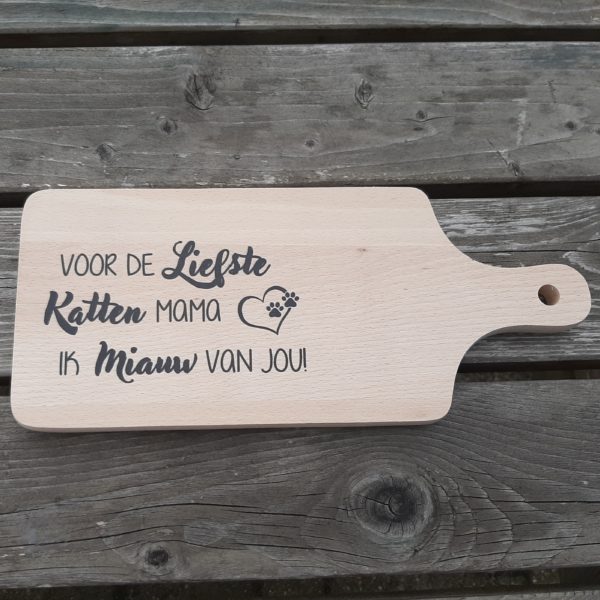 VOOR DE Liefste
Katten MAMA
IK Miauw VAN JOU!